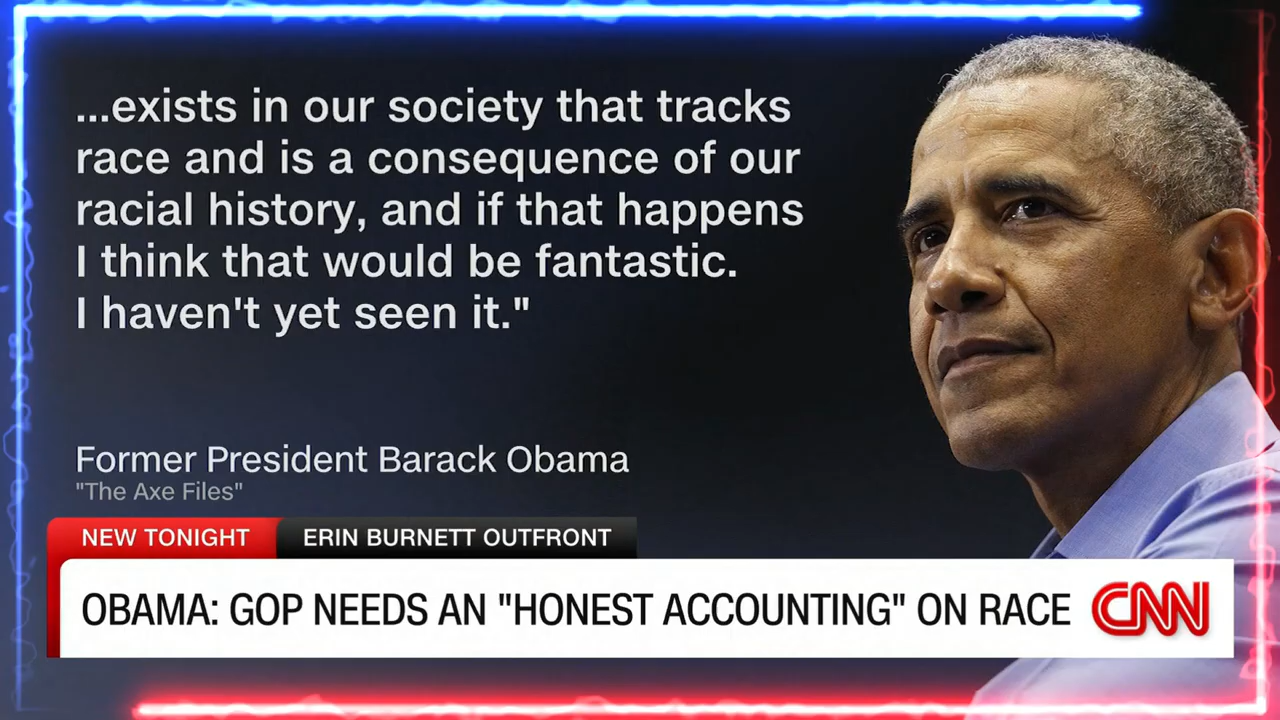 ...exists in our society that tracks
race and is a consequence of our
racial history, and if that happens
I think that would be fantastic.
I haven't yet seen it."
Former President Barack Obama
"The Axe Files"
NEW TONIGHT
ERIN BURNETT OUTFRONT
OBAMA: GOP NEEDS AN "HONEST ACCOUNTING" ON RACE
CNN